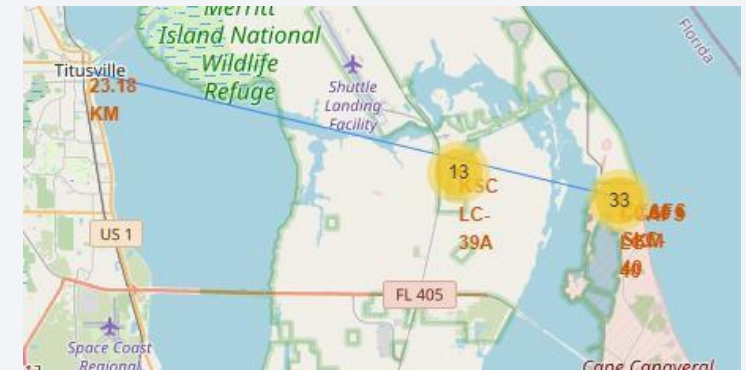 Merritt
Island National
Wildlife
Refuge
Titusville
23.18
KM
Shuttle
Landing
Facility
Florida
13
KSC
LC-
39A
33
40
US 1
FL 405
Space Coast
Regional
Cape Canaveral